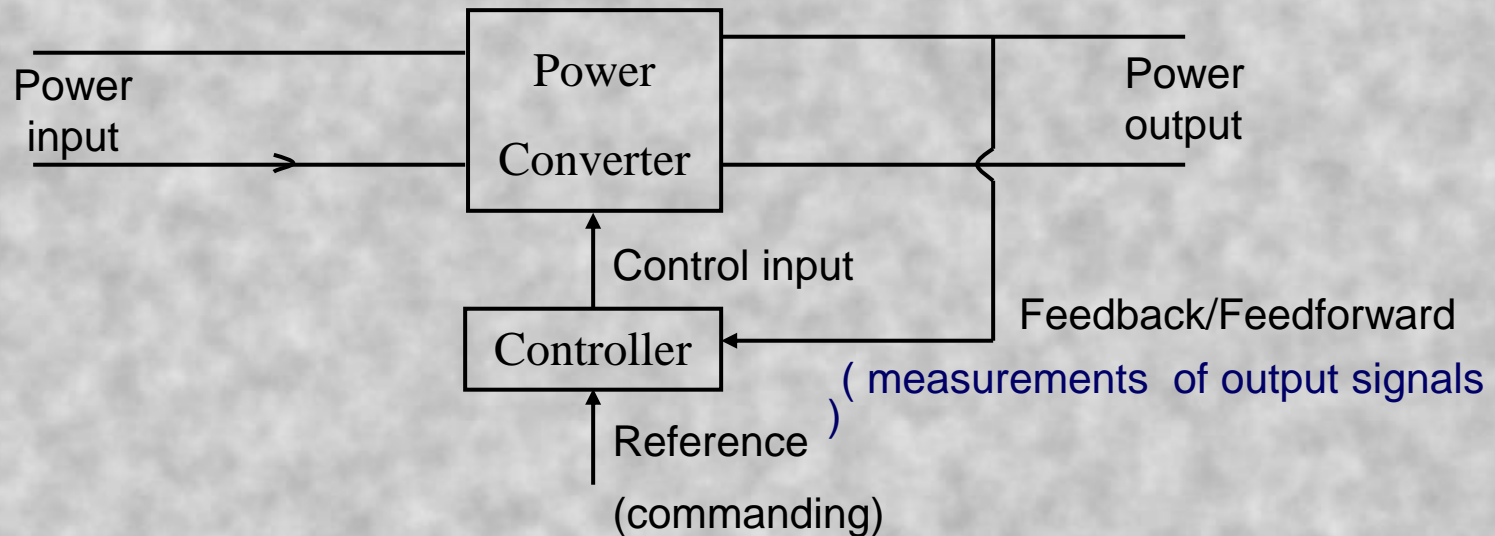 Power
input
Power
Converter
Power
output
Control input
Controller
Feedback/Feedforward
( measurements of output signals
)
Reference
(commanding)